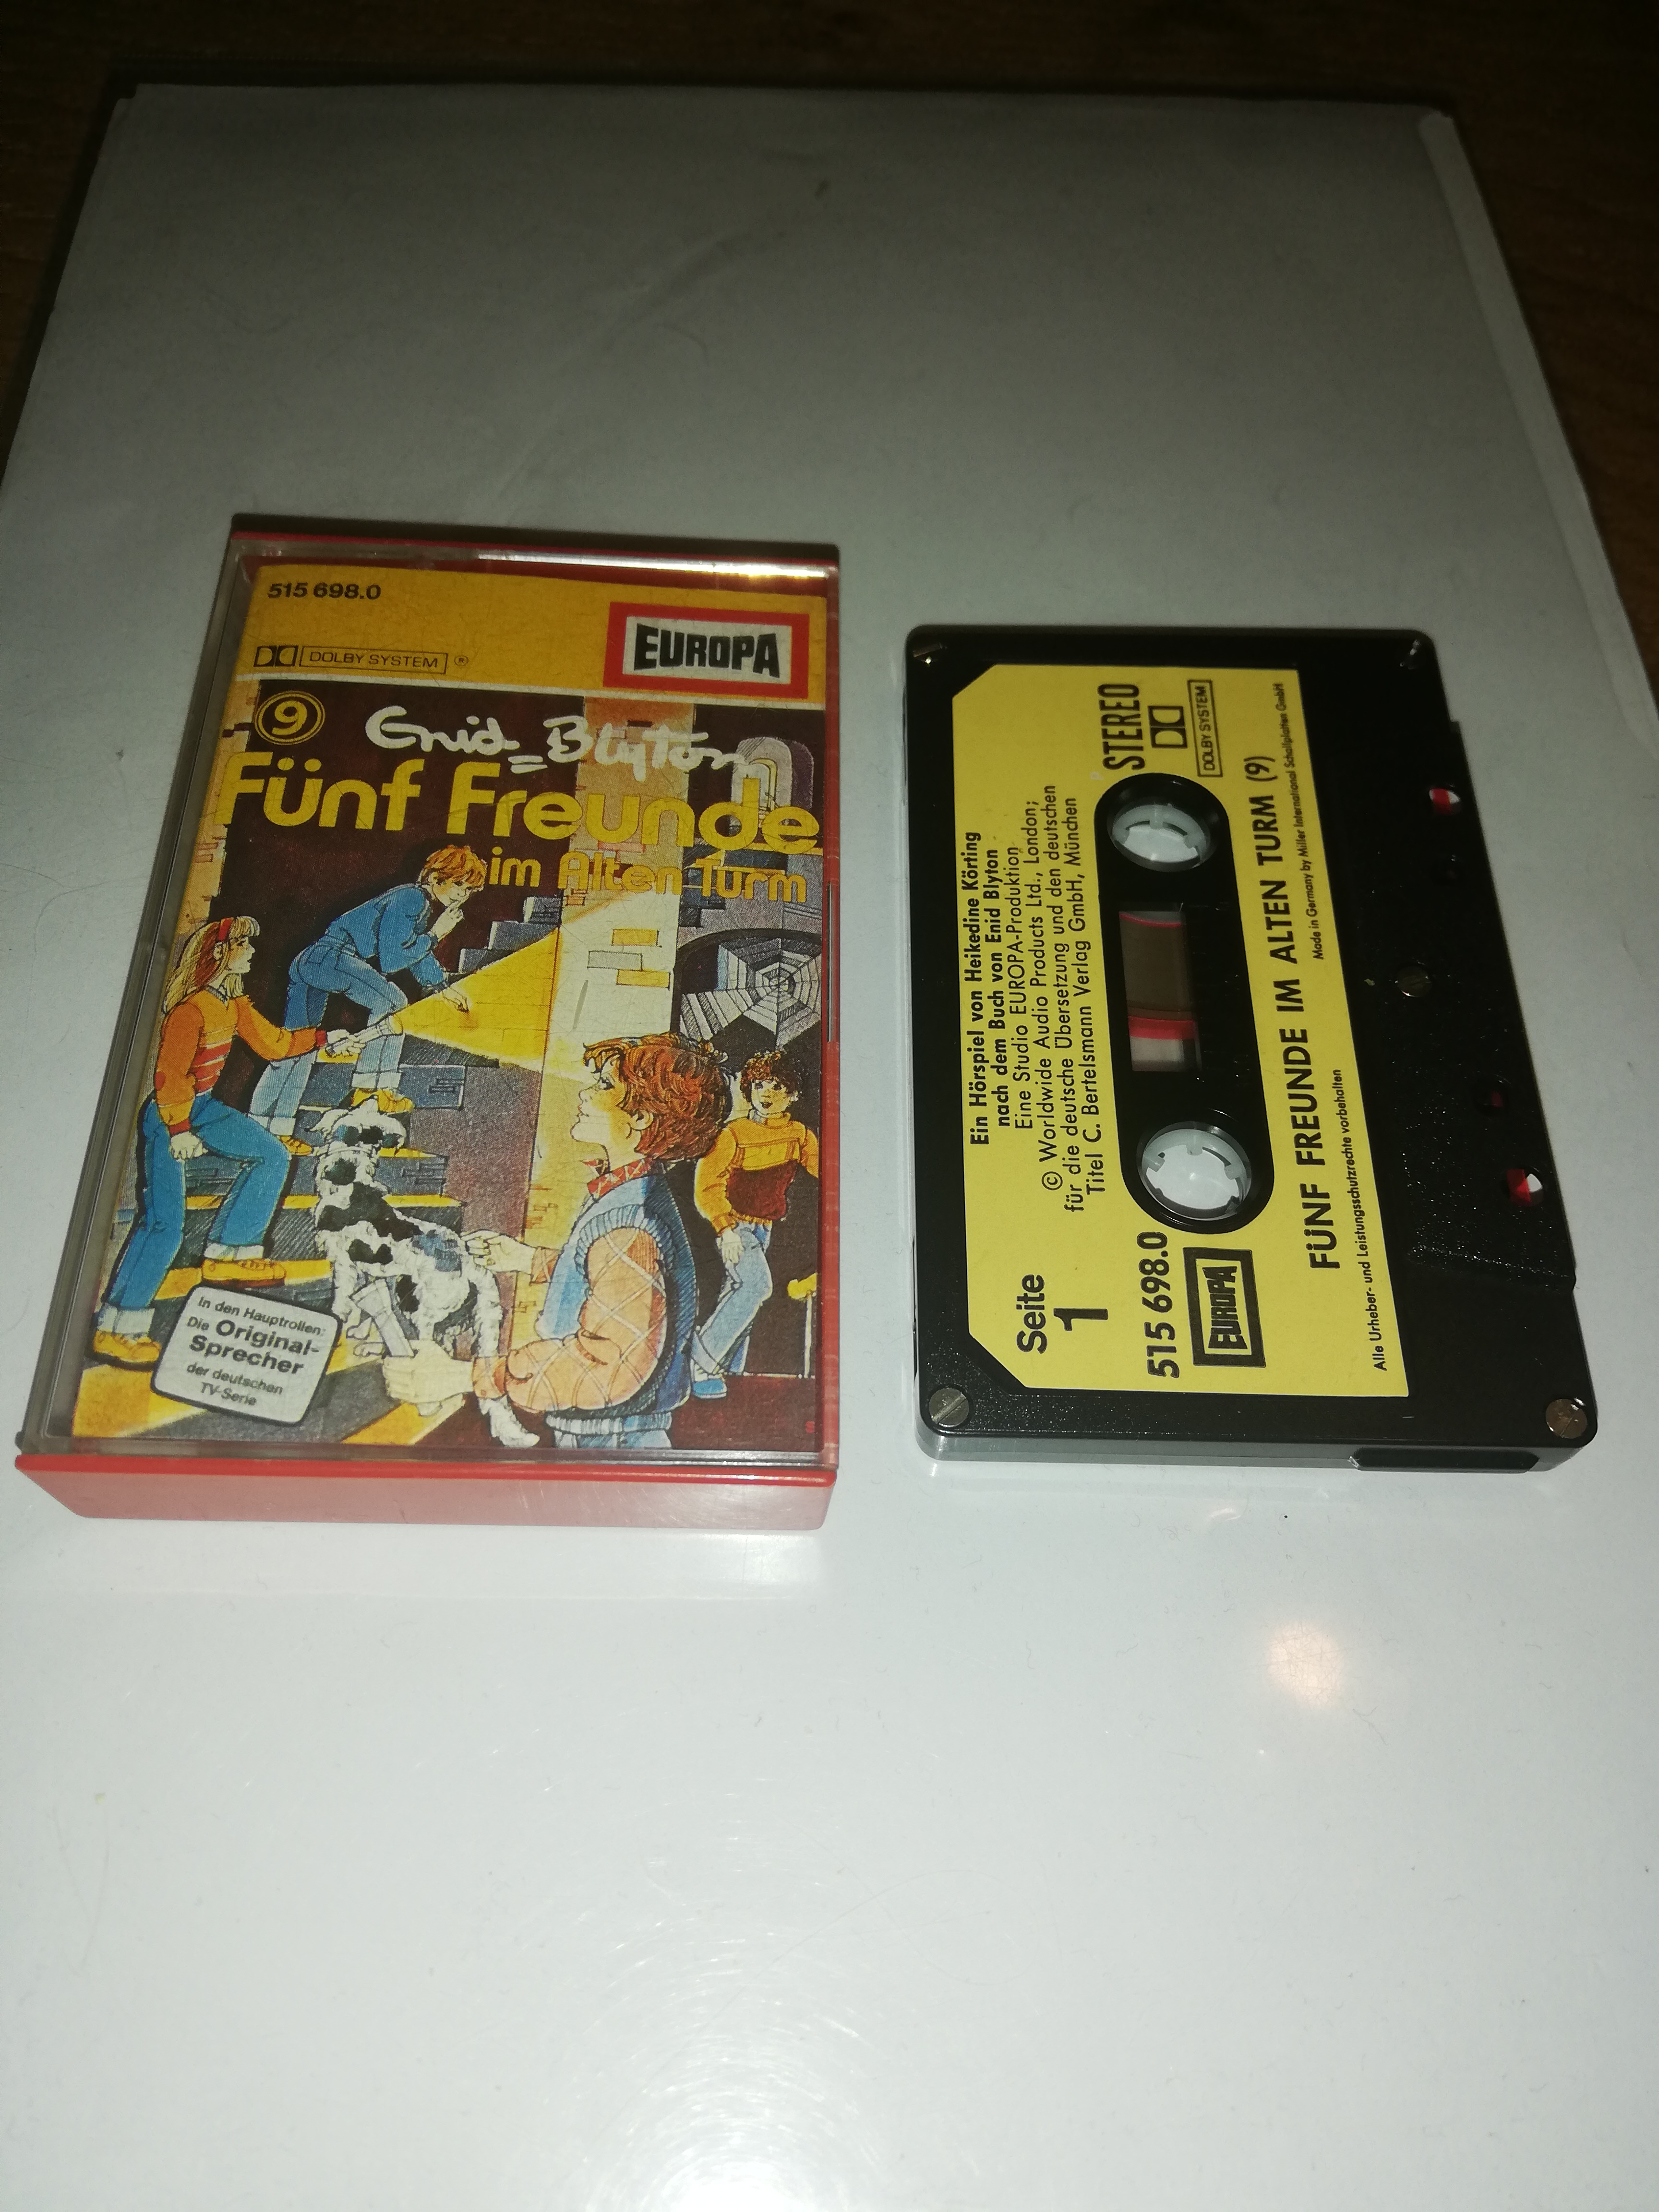 515 698.0
EUROPA
DOLBY SYSTEM ®
9
Enid Blyton
Fünf Freunde
im Alten Turm
In den Hauptrollen:
Die Original-
Sprecher
der deutschen
TV-Serie
Ein Hörspiel von Heikedine Körting
nach dem Buch von Enid Blyton
Eine Studio EUROPA-Produktion
© Worldwide Audio Products Ltd., London;
für die deutsche Übersetzung und den deutschen
Titel C. Bertelsmann Verlag GmbH, München
Seite
1
STEREO
DOLBY SYSTEM
515 698.0
EUROPA
FÜNF FREUNDE IM ALTEN TURM (9)
Made in Germany by Miller International Schallplatten GmbH
Alle Urheber- und Leistungsschutzrechte vorbehalten